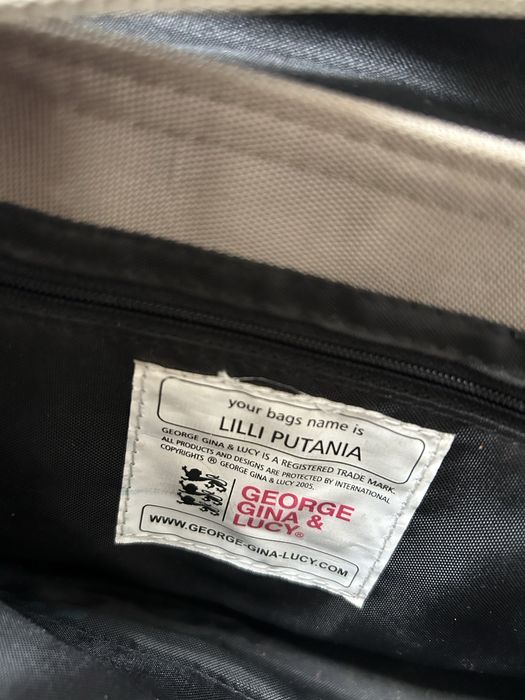 your bags name is
LILLI PUTANIA
GEORGE GINA & LUCY IS A REGISTERED TRADE MARK.
ALL PRODUCTS AND DESIGNS ARE PROTECTED BY INTERNATIONAL
COPYRIGHTS ® GEORGE GINA & LUCY 2005.
GEORGE
GINA &
LUCY®
WWW.GEORGE-GINA-LUCY.COM